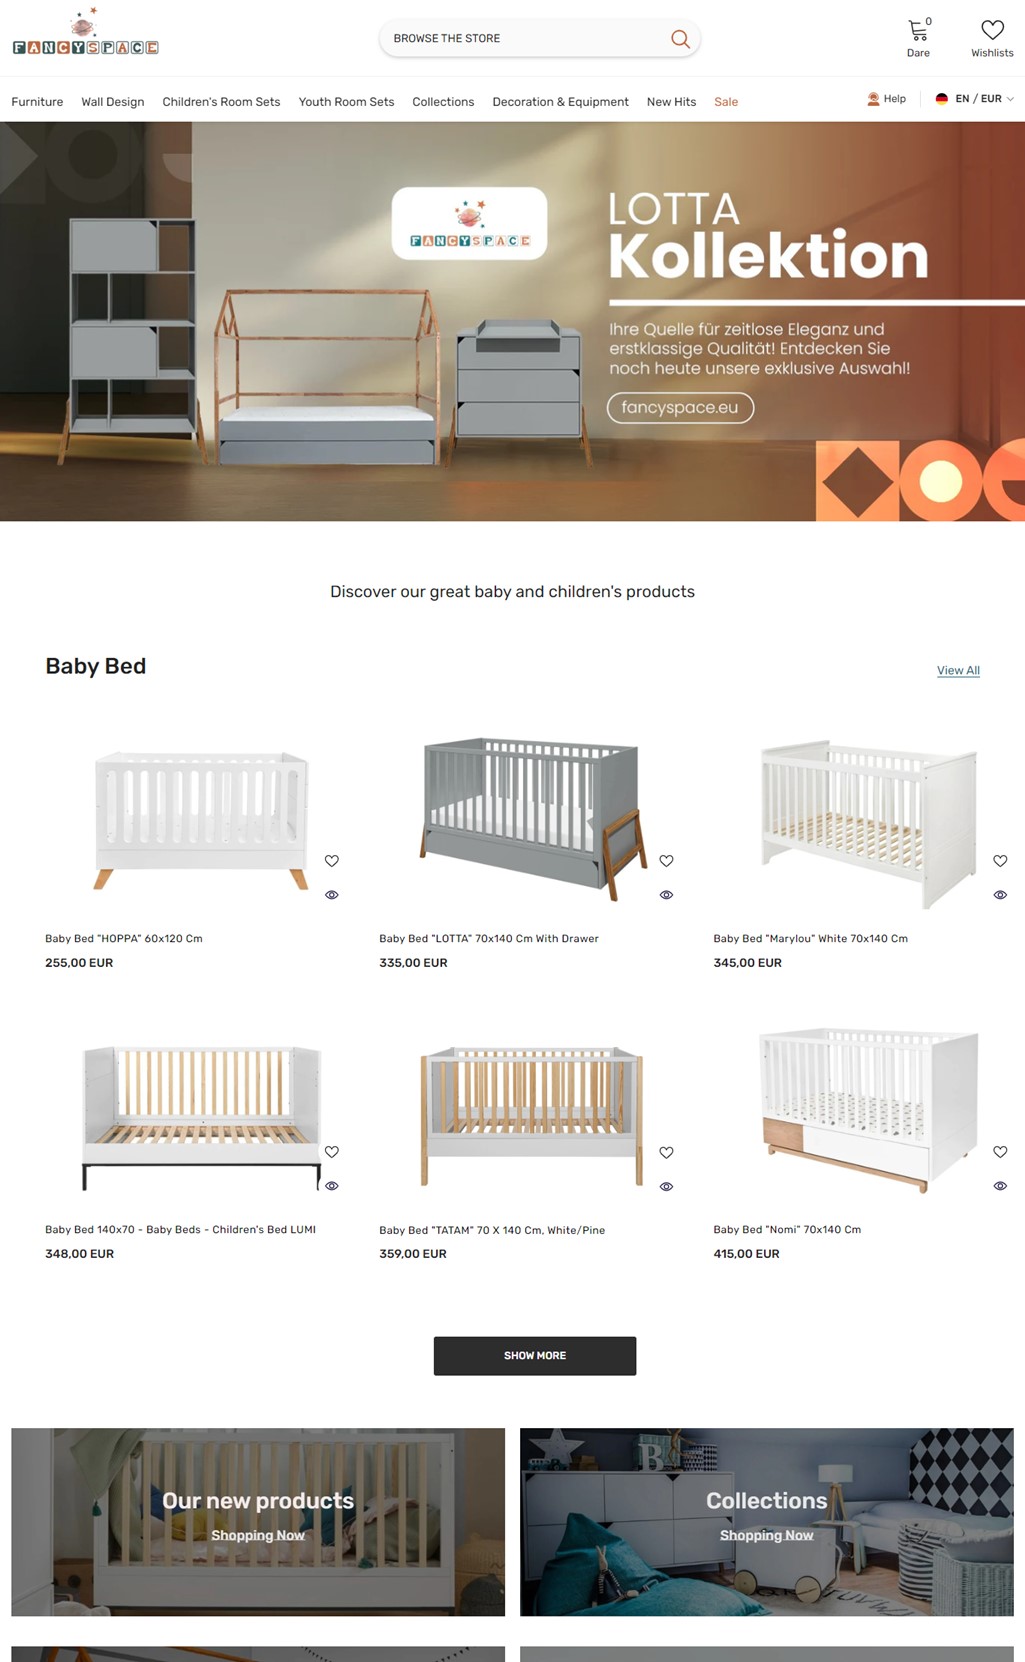 FANCYSPACE
BROWSE THE STORE
0
Dare
Wishlists
Furniture
Wall Design
Children's Room Sets
Youth Room Sets
Collections
Decoration & Equipment
New Hits
Sale
Help
EN / EUR
FANCYSPACE
LOTTA
Kollektion
Ihre Quelle für zeitlose Eleganz und
erstklassige Qualität! Entdecken Sie
noch heute unsere exklusive Auswahl!
fancyspace.eu
Discover our great baby and children's products
Baby Bed
View All
Baby Bed "HOPPA" 60x120 Cm
255,00 EUR
Baby Bed "LOTTA" 70x140 Cm With Drawer
335,00 EUR
Baby Bed "Marylou" White 70x140 Cm
345,00 EUR
Baby Bed 140x70 - Baby Beds - Children's Bed LUMI
348,00 EUR
Baby Bed "TATAM" 70 X 140 Cm, White/Pine
359,00 EUR
Baby Bed "Nomi" 70x140 Cm
415,00 EUR
SHOW MORE
Our new products
Shopping Now
B
Collections
Shopping Now